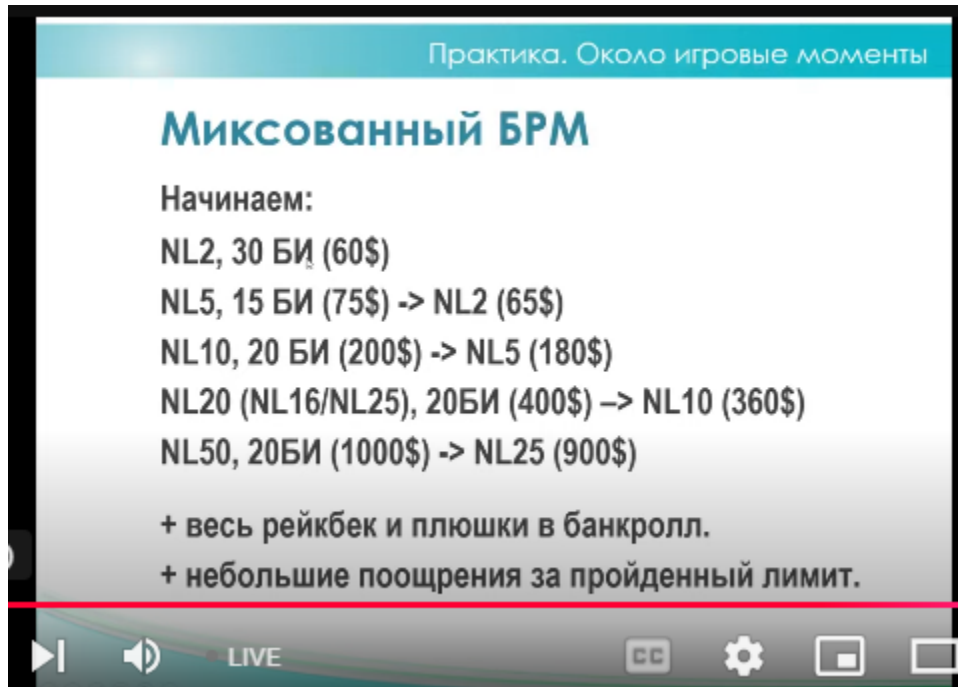 Практика. Около игровые моменты
Миксованный БРМ
Начинаем:
NL2, 30 БИ (60$)
NL5, 15 БИ (75$) -> NL2 (65$)
NL10, 20 БИ (200$) -> NL5 (180$)
NL20 (NL16/NL25), 20БИ (400$) –> NL10 (360$)
NL50, 20БИ (1000$) -> NL25 (900$)
+ весь рейкбек и плюшки в банкролл.
+ небольшие поощрения за пройденный лимит.
LIVE
CC